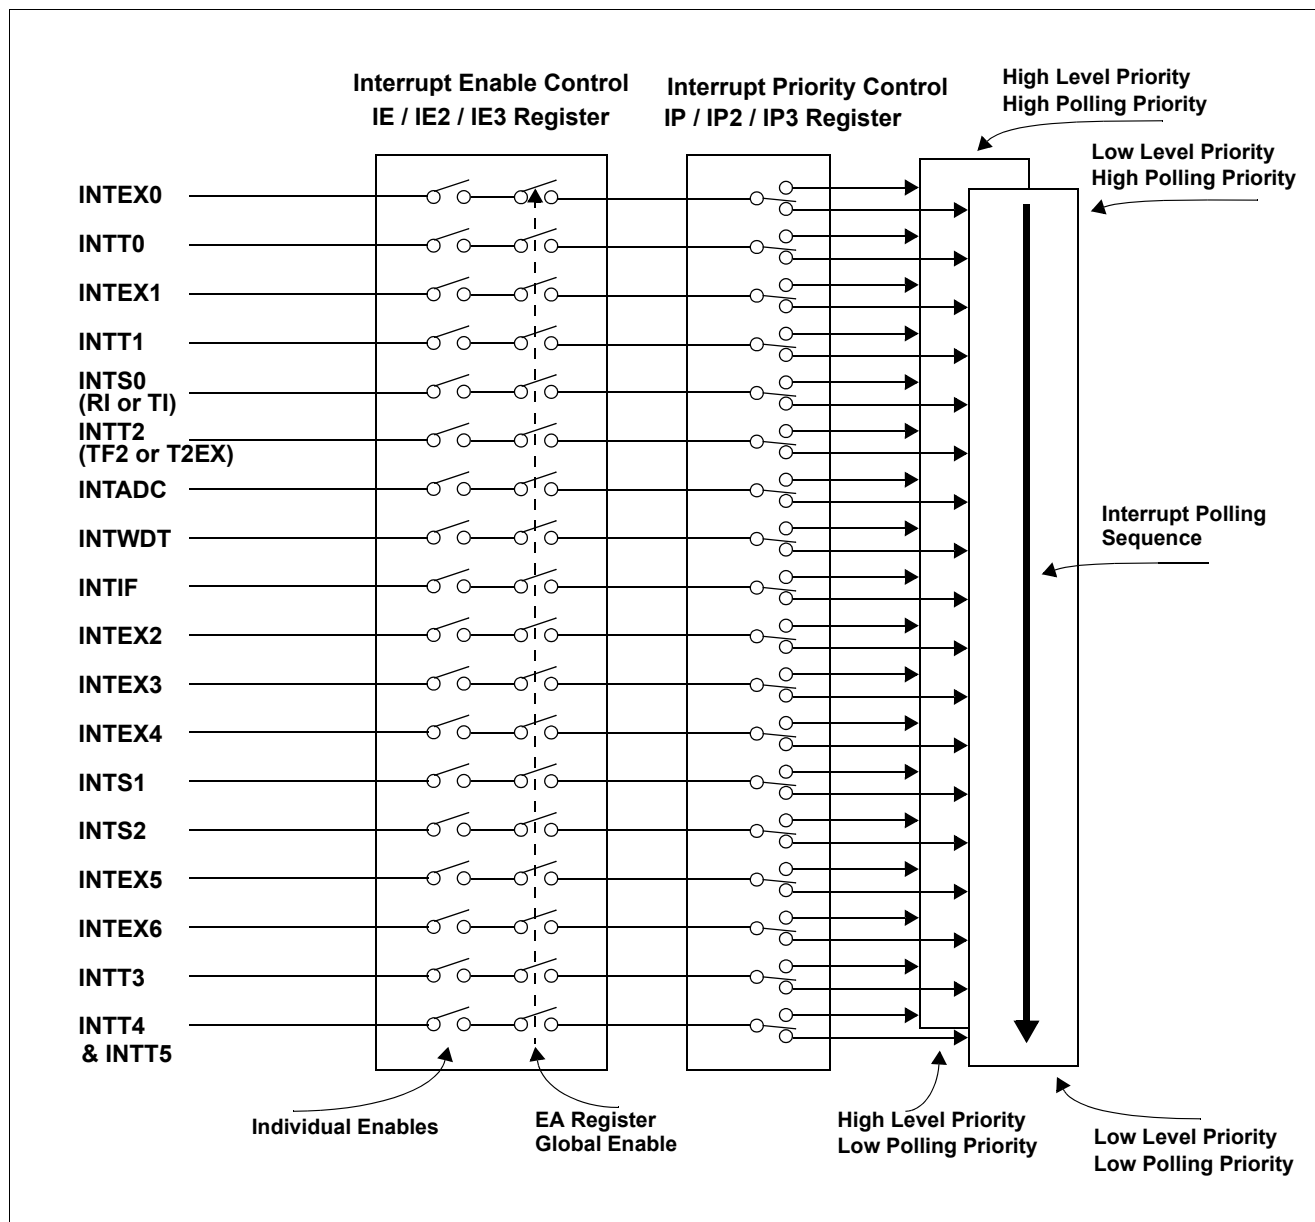 Interrupt Enable Control
IE / IE2 / IE3 Register
Interrupt Priority Control
IP / IP2 / IP3 Register
High Level Priority
High Polling Priority
Low Level Priority
High Polling Priority
INTEX0
INTT0
INTEX1
INTT1
INTS0
(RI or TI)
INTT2
(TF2 or T2EX)
INTADC
INTWDT
INTIF
INTEX2
INTEX3
INTEX4
INTS1
INTS2
INTEX5
INTEX6
INTT3
INTT4
& INTT5
Interrupt Polling
Sequence
Individual Enables
EA Register
Global Enable
High Level Priority
Low Polling Priority
Low Level Priority
Low Polling Priority